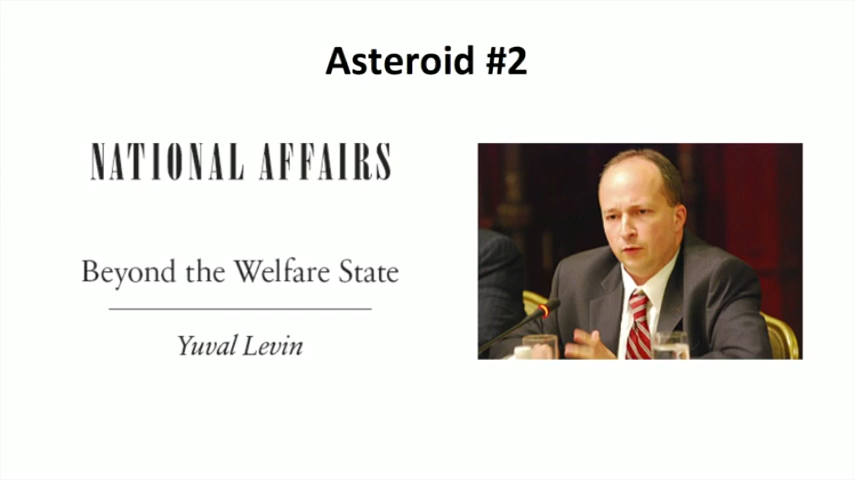 Asteroid #2
NATIONAL AFFAIRS
Beyond the Welfare State
Yuval Levin